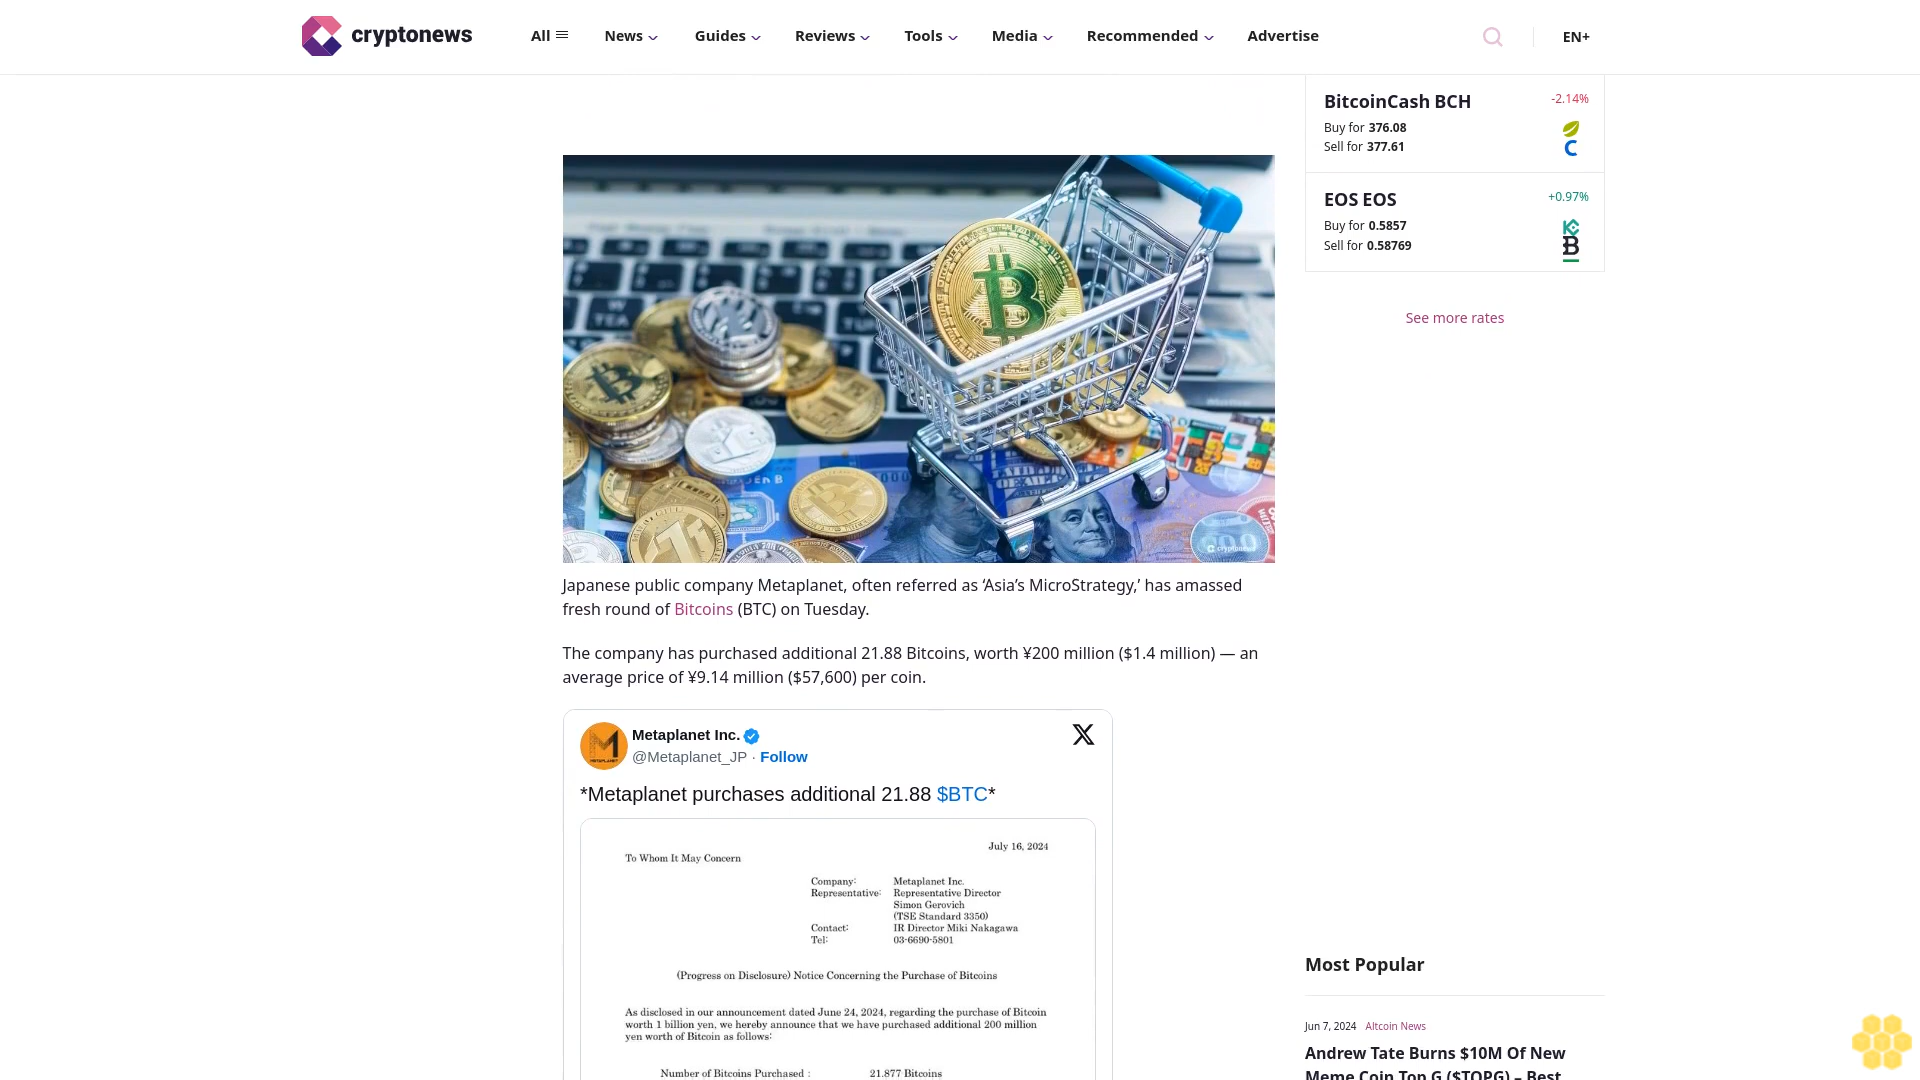 cryptonews All News Guides Reviews Tools Media Recommended Advertise EN+
BitcoinCash BCH -2.14%
Buy for 376.08
Sell for 377.61
EOS EOS +0.97%
Buy for 0.5857
Sell for 0.58769
See more rates
cryptonews
Japanese public company Metaplanet, often referred as ‘Asia’s MicroStrategy,’ has amassed
fresh round of Bitcoins (BTC) on Tuesday.
The company has purchased additional 21.88 Bitcoins, worth ¥200 million ($1.4 million) — an
average price of ¥9.14 million ($57,600) per coin.
METAPLANET
Metaplanet Inc.
@Metaplanet_JP · Follow
*Metaplanet purchases additional 21.88 $BTC*
July 16, 2024
To Whom It May Concern
Company: Metaplanet Inc.
Representative: Representative Director
Simon Gerovich
(TSE Standard 3350)
Contact: IR Director Miki Nakagawa
Tel: 03-6690-5801
(Progress on Disclosure) Notice Concerning the Purchase of Bitcoins
As disclosed in our announcement dated June 24, 2024, regarding the purchase of Bitcoin
worth 1 billion yen, we hereby announce that we have purchased additional 200 million
yen worth of Bitcoin as follows:
Number of Bitcoins Purchased : 21.877 Bitcoins
Most Popular
Jun 7, 2024 Altcoin News
Andrew Tate Burns $10M Of New
Meme Coin Top G ($TOPG) – Best